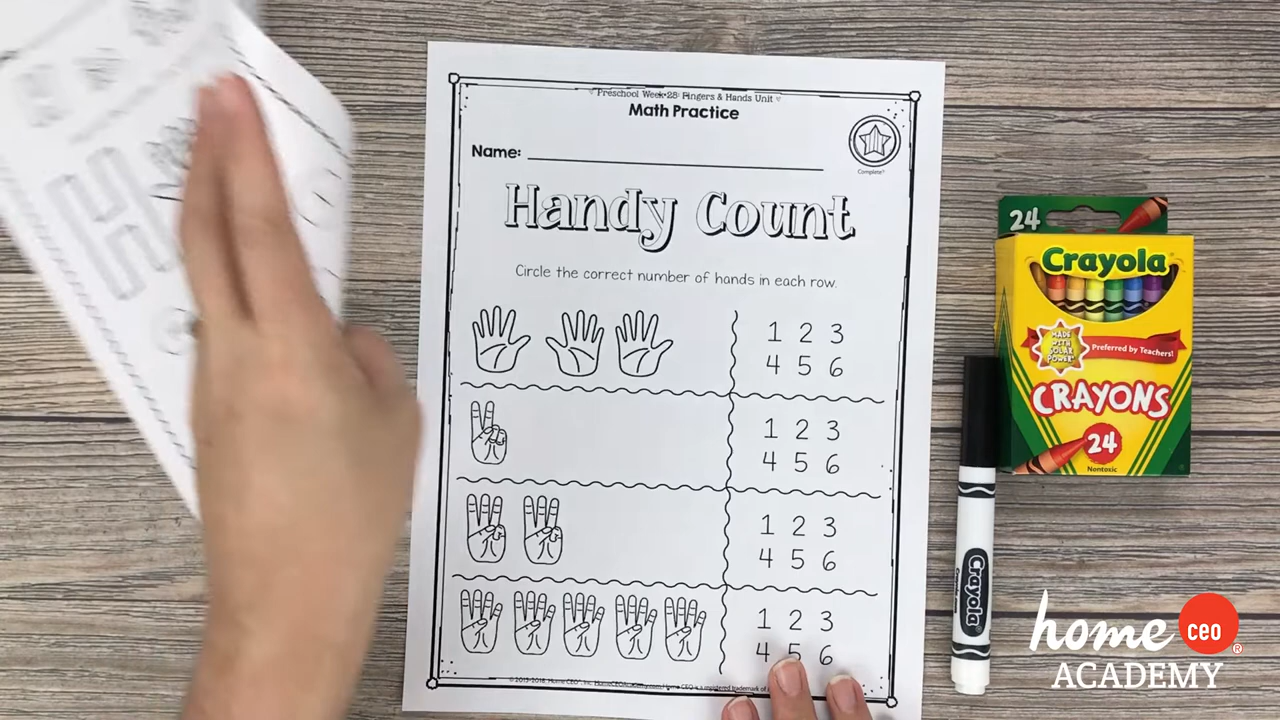 ♥ Preschool Week•28: Fingers & Hands Unit ♥
Math Practice
Name:
Complete!
Handy Count
Circle the correct number of hands in each row.
1 2 3
4 5 6
1 2 3
4 5 6
1 2 3
4 5 6
1 2 3
4 5 6
24
Crayola
MADE WITH SOLAR POWER
Preferred by Teachers!
CRAYONS
24
Nontoxic
Crayola
home ceo®
ACADEMY